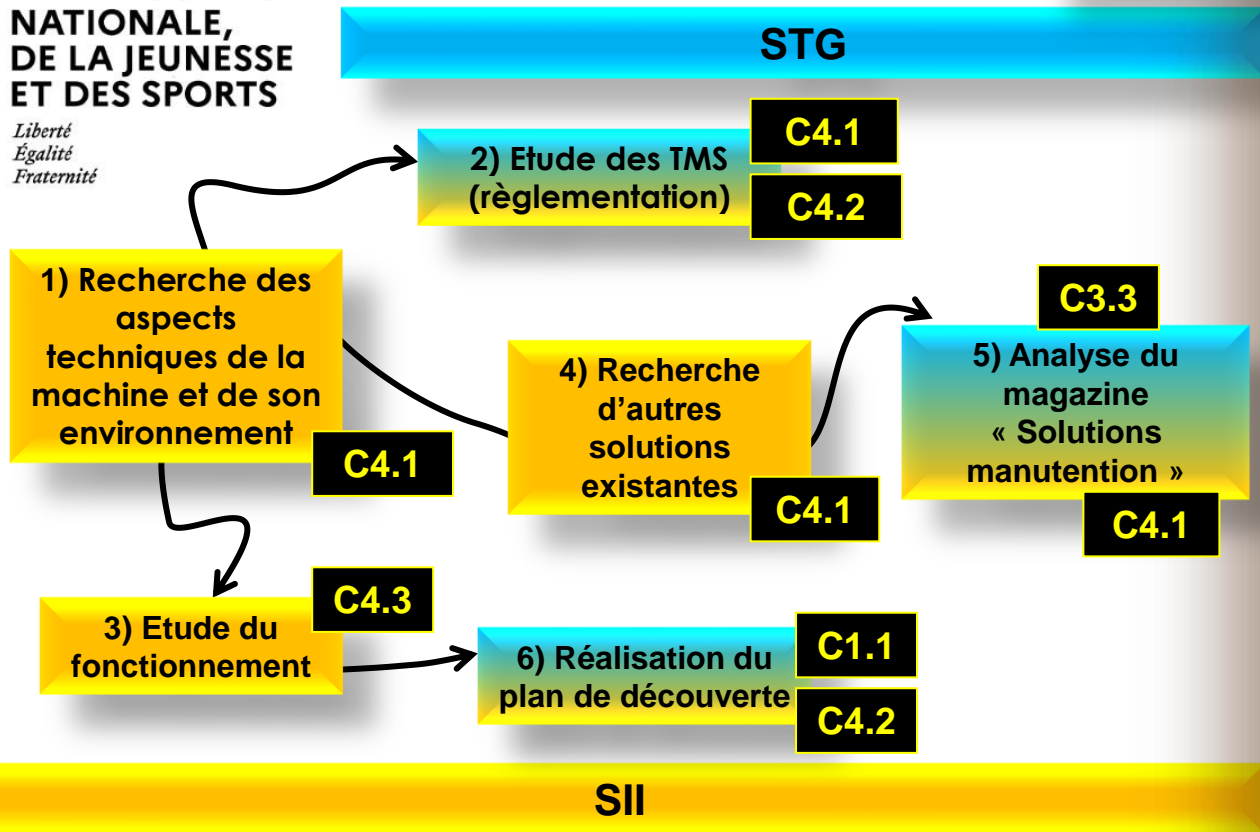 NATIONALE,
DE LA JEUNESSE
ET DES SPORTS
Liberté
Égalité
Fraternité
STG
2) Etude des TMS
(règlementation)
C4.1
C4.2
1) Recherche des
aspects
techniques de la
machine et de son
environnement
C4.1
4) Recherche
d’autres
solutions
existantes
C4.1
C3.3
5) Analyse du
magazine
« Solutions
manutention »
C4.1
3) Etude du
fonctionnement
C4.3
6) Réalisation du
plan de découverte
C1.1
C4.2
SII